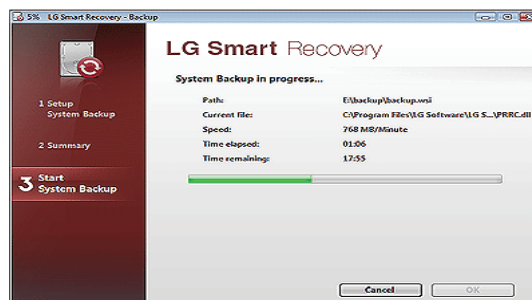 5% LG Smart Recovery - Backup
LG Smart Recovery
System Backup in progress...
1 Setup
System Backup
2 Summary
3 Start
System Backup
Path: E:\backup\backup.wsi
Current file: C:\Program Files\LG Software\LG S...\PRRC.dll
Speed: 768 MB/Minute
Time elapsed: 01:06
Time remaining: 17:55
Cancel OK